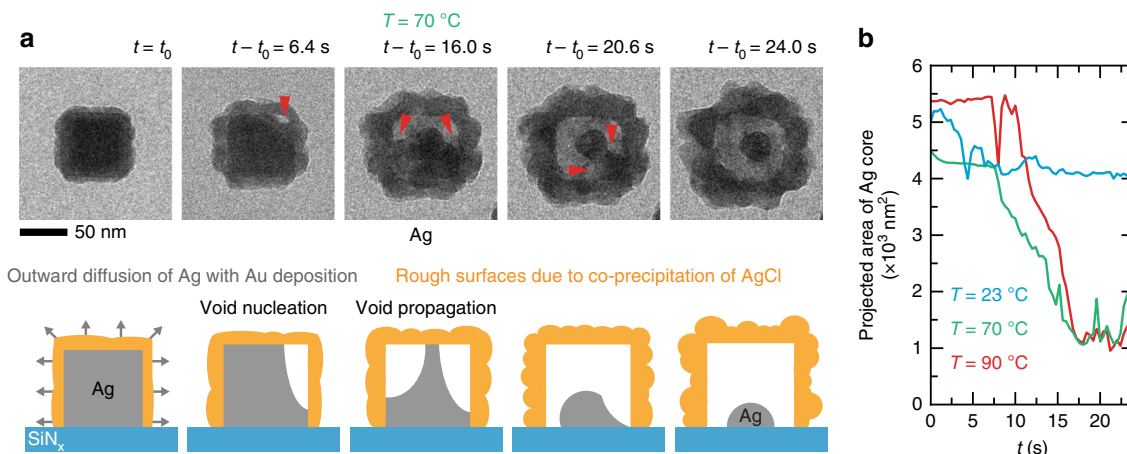 T = 70 °C
a
t = t0
t − t0 = 6.4 s
t − t0 = 16.0 s
t − t0 = 20.6 s
t − t0 = 24.0 s
50 nm
Ag
Outward diffusion of Ag with Au deposition
Rough surfaces due to co-precipitation of AgCl
Void nucleation
Void propagation
Ag
Ag
SiNx
b
Projected area of Ag core
(×10³ nm²)
6
5
4
3
2
1
0
T = 23 °C
T = 70 °C
T = 90 °C
0
5
10
15
20
t (s)